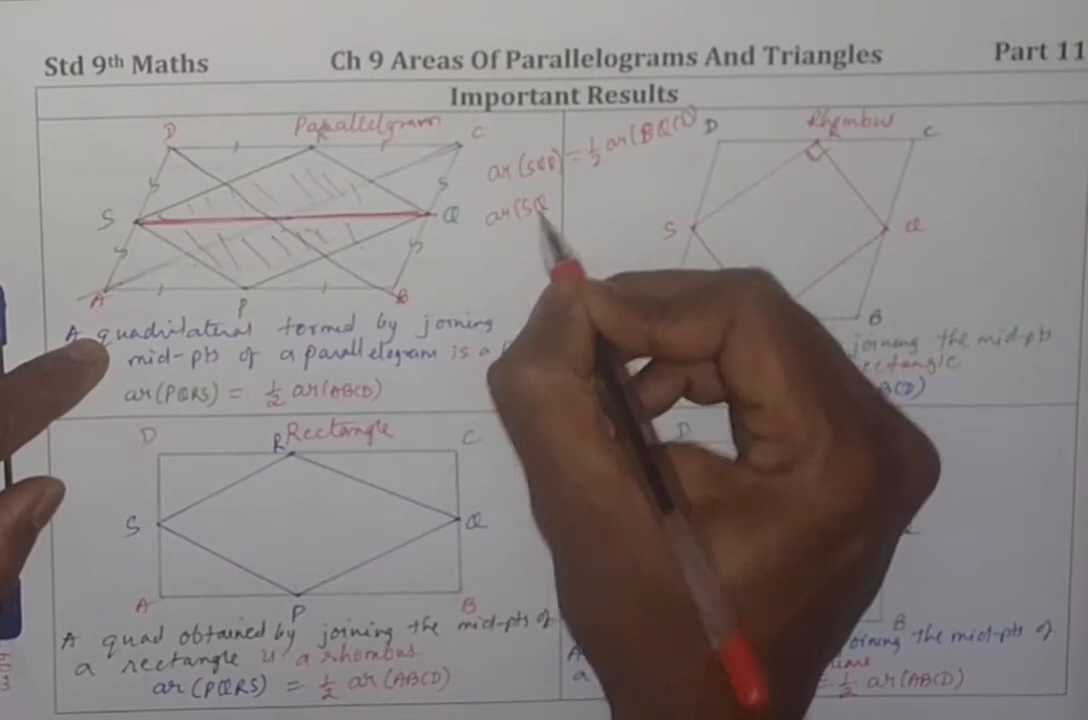 Std 9th Maths
Ch 9 Areas Of Parallelograms And Triangles
Part 11
Important Results
Parallelgram
D
C
S
Q
A
P
B
ar(SQR) = 1/2 ar(
ar(SQ
A quadrilateral formed by joining
mid-pts of a parallelogram is a
ar(PQRS) = 1/2 ar(ABCD)
Rhombus
D
C
S
Q
B
joining the mid-pts
rectangle
D
R
Rectangle
C
S
Q
A
P
B
A quad obtained by joining the mid-pts of
a rectangle is a rhombus
ar(PQRS) = 1/2 ar(ABCD)
D
B
joining the mid-pts of
a
= 1/2 ar(ABCD)